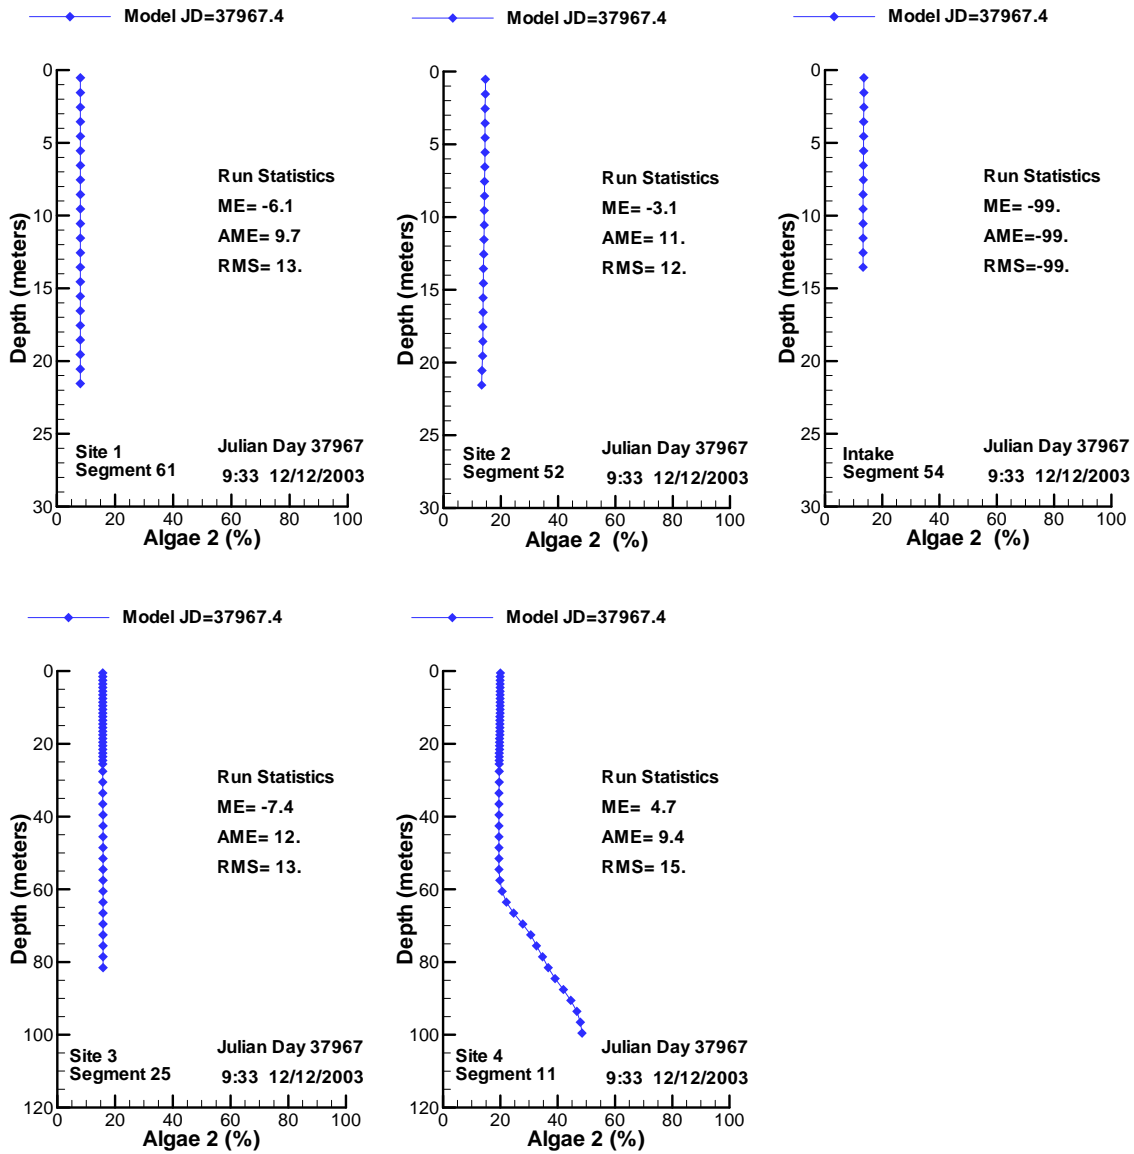 Model JD=37967.4
0
5
10
15
20
25
30
Depth (meters)
Run Statistics
ME= -6.1
AME= 9.7
RMS= 13.
Site 1
Segment 61
Julian Day 37967
9:33 12/12/2003
0 20 40 60 80 100
Algae 2 (%)
Model JD=37967.4
0
5
10
15
20
25
30
Depth (meters)
Run Statistics
ME= -3.1
AME= 11.
RMS= 12.
Site 2
Segment 52
Julian Day 37967
9:33 12/12/2003
0 20 40 60 80 100
Algae 2 (%)
Model JD=37967.4
0
5
10
15
20
25
30
Depth (meters)
Run Statistics
ME= -99.
AME=-99.
RMS=-99.
Intake
Segment 54
Julian Day 37967
9:33 12/12/2003
0 20 40 60 80 100
Algae 2 (%)
Model JD=37967.4
0
20
40
60
80
100
120
Depth (meters)
Run Statistics
ME= -7.4
AME= 12.
RMS= 13.
Site 3
Segment 25
Julian Day 37967
9:33 12/12/2003
0 20 40 60 80 100
Algae 2 (%)
Model JD=37967.4
0
20
40
60
80
100
120
Depth (meters)
Run Statistics
ME= 4.7
AME= 9.4
RMS= 15.
Site 4
Segment 11
Julian Day 37967
9:33 12/12/2003
0 20 40 60 80 100
Algae 2 (%)